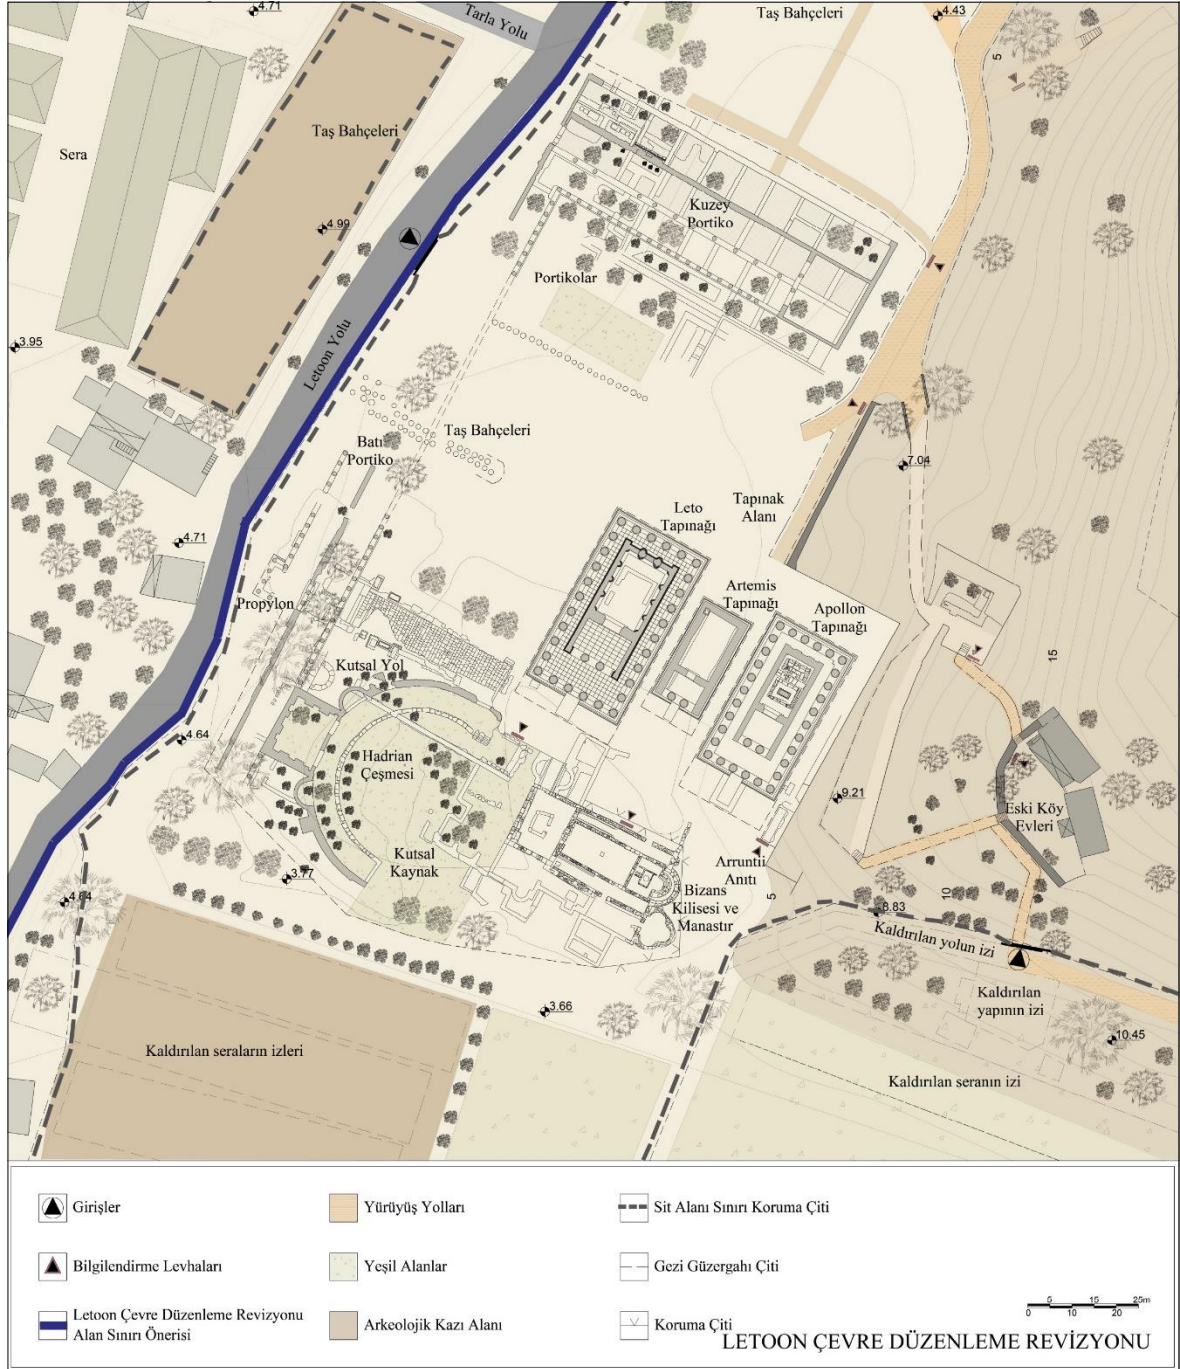 4.71
Tarla Yolu
Taş Bahçeleri
4.43
5
Taş Bahçeleri
Sera
4.99
Kuzey
Portiko
Portikolar
3.95
Letoon Yolu
Batı
Portiko
Taş Bahçeleri
7.04
Leto
Tapınağı
Tapınak
Alanı
4.71
Artemis
Tapınağı
Apollon
Tapınağı
Propylon
15
Kutsal Yol
4.64
Hadrian
Çeşmesi
9.21
Eski Köy
Evleri
Kutsal
Kaynak
Arruntii
Anıtı
3.77
Bizans
Kilisesi ve
Manastır
5
10
4.64
8.83
Kaldırılan yolun izi
Kaldırılan
yapının izi
3.66
10.45
Kaldırılan seraların izleri
Kaldırılan seranın izi
Girişler
Yürüyüş Yolları
Sit Alanı Sınırı Koruma Çiti
Bilgilendirme Levhaları
Yeşil Alanlar
Gezi Güzergahı Çiti
Letoon Çevre Düzenleme Revizyonu
Alan Sınırı Önerisi
Arkeolojik Kazı Alanı
Koruma Çiti
5 15 25m
10 20
LETOON ÇEVRE DÜZENLEME REVİZYONU